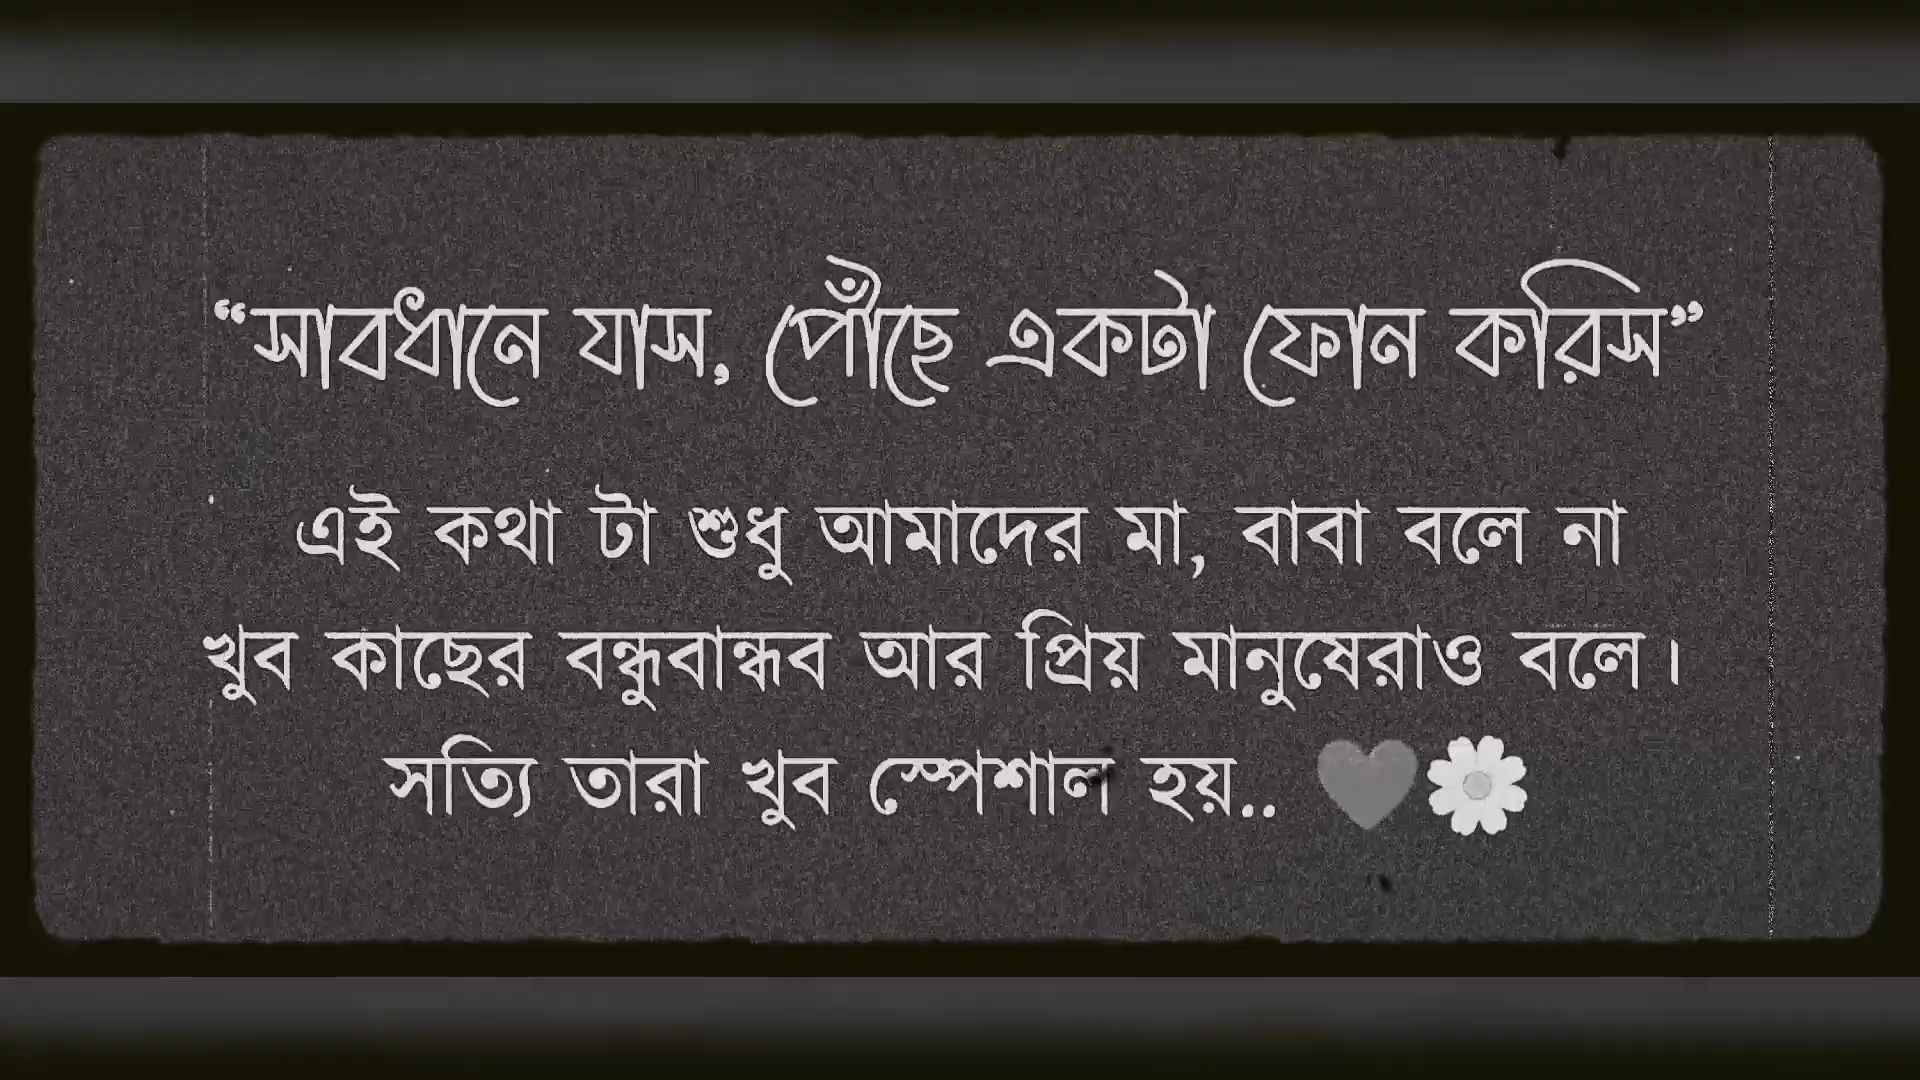 “সাবধানে যাস, পৌঁছে একটা ফোন করিস”
এই কথা টা শুধু আমাদের মা, বাবা বলে না
খুব কাছের বন্ধুবান্ধব আর প্রিয় মানুষেরাও বলে।
সত্যি তারা খুব স্পেশাল হয়..